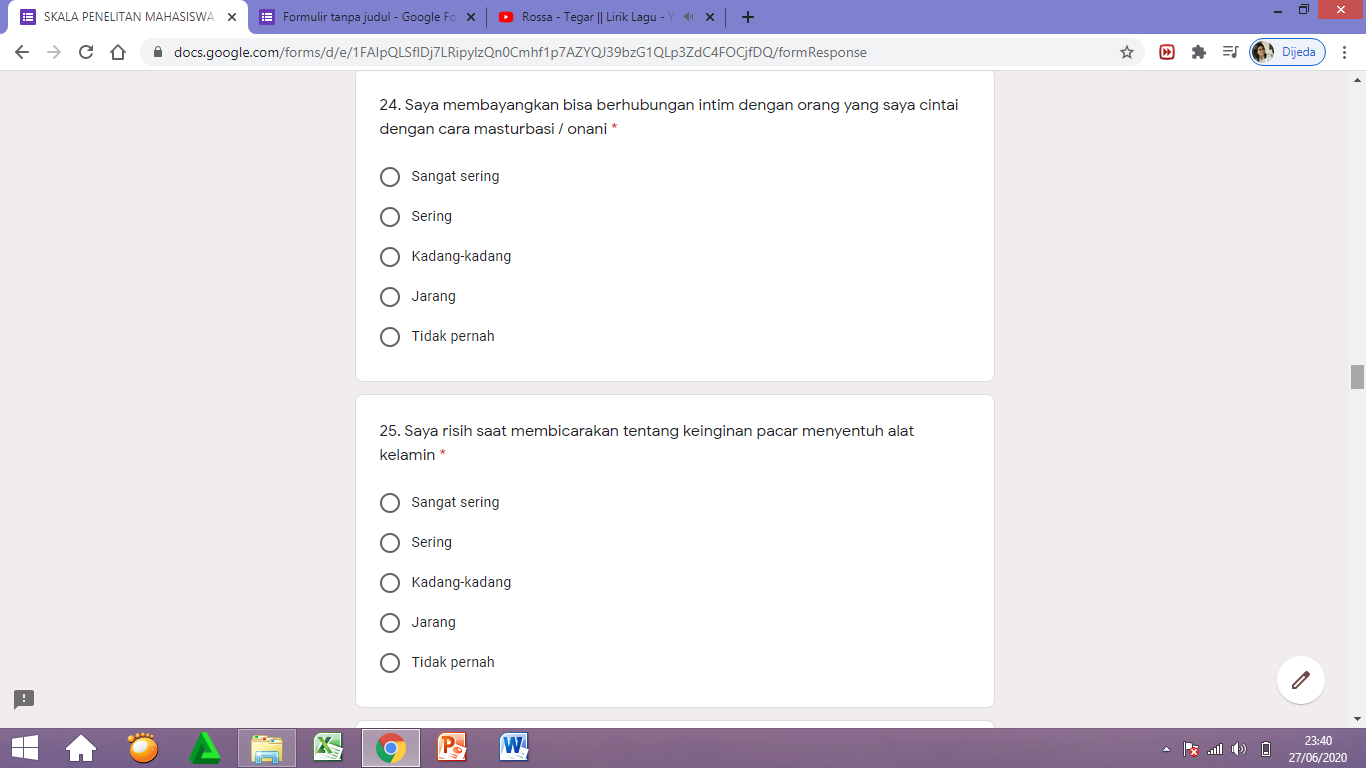 SKALA PENELITAN MAHASISWA
Formulir tanpa judul - Google Fo
Rossa - Tegar || Lirik Lagu - Y
docs.google.com/forms/d/e/1FAIpQLSfIDj7LRipyIzQn0Cmhf1p7AZYQJ39bzG1QLp3ZdC4FOCjfDQ/formResponse
Dijeda
24. Saya membayangkan bisa berhubungan intim dengan orang yang saya cintai
dengan cara masturbasi / onani *
Sangat sering
Sering
Kadang-kadang
Jarang
Tidak pernah
25. Saya risih saat membicarakan tentang keinginan pacar menyentuh alat
kelamin *
Sangat sering
Sering
Kadang-kadang
Jarang
Tidak pernah
23:40
27/06/2020